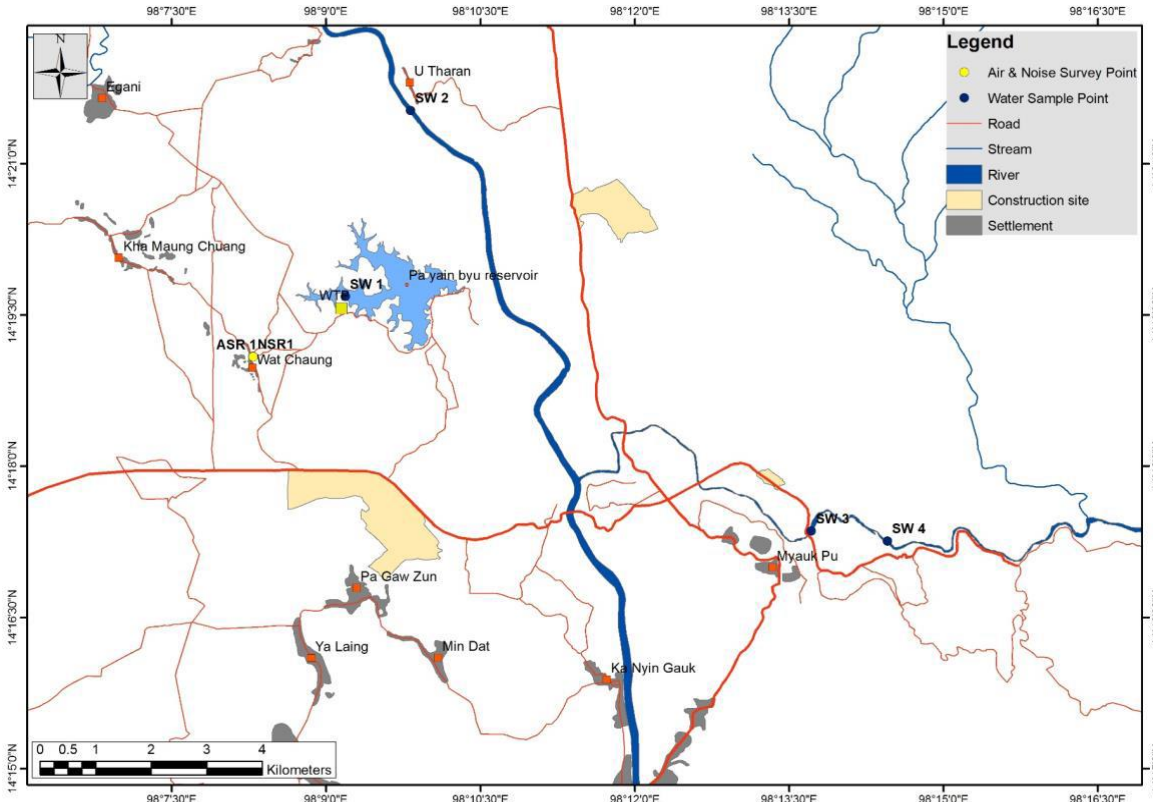 98°7'30"E 98°9'0"E 98°10'30"E 98°12'0"E 98°13'30"E 98°15'0"E 98°16'30"E
N
Legend
Air & Noise Survey Point
Water Sample Point
Road
Stream
River
Construction site
Settlement
U Tharan
SW 2
Egani
14°21'0"N
Kha Maung Chuang
Pa yain byu reservoir
SW 1
WTP
14°19'30"N
ASR 1NSR1
Wat Chaung
14°18'0"N
SW 3
SW 4
Myauk Pu
Pa Gaw Zun
14°16'30"N
Ya Laing
Min Dat
Ka Nyin Gauk
14°15'0"N
0 0.5 1 2 3 4
Kilometers
98°7'30"E 98°9'0"E 98°10'30"E 98°12'0"E 98°13'30"E 98°15'0"E 98°16'30"E